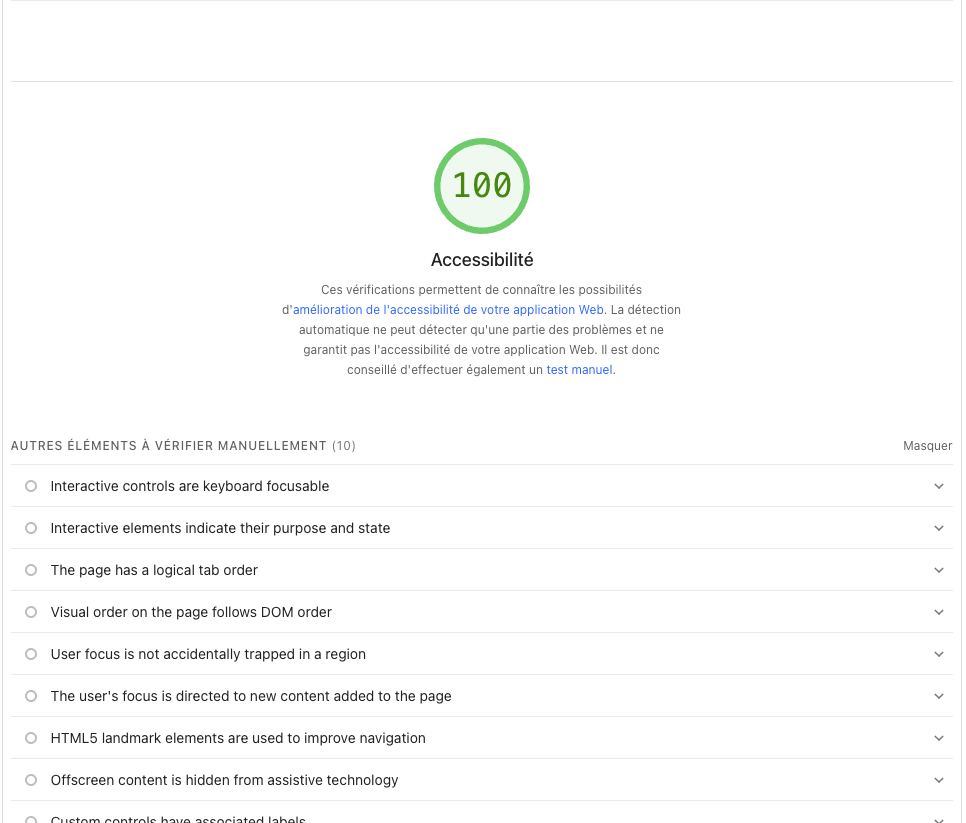 100
Accessibilité
Ces vérifications permettent de connaître les possibilités
d'amélioration de l'accessibilité de votre application Web. La détection
automatique ne peut détecter qu'une partie des problèmes et ne
garantit pas l'accessibilité de votre application Web. Il est donc
conseillé d'effectuer également un test manuel.
AUTRES ÉLÉMENTS À VÉRIFIER MANUELLEMENT (10) Masquer
Interactive controls are keyboard focusable
Interactive elements indicate their purpose and state
The page has a logical tab order
Visual order on the page follows DOM order
User focus is not accidentally trapped in a region
The user's focus is directed to new content added to the page
HTML5 landmark elements are used to improve navigation
Offscreen content is hidden from assistive technology
Custom controls have associated labels